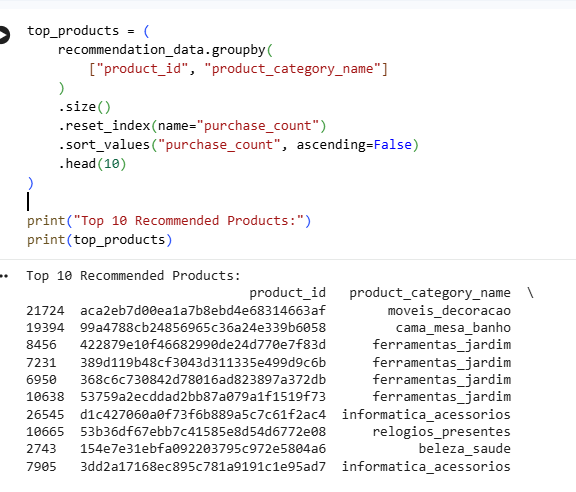 top_products = (
    recommendation_data.groupby(
        ["product_id", "product_category_name"]
    )
    .size()
    .reset_index(name="purchase_count")
    .sort_values("purchase_count", ascending=False)
    .head(10)
)
print("Top 10 Recommended Products:")
print(top_products)
Top 10 Recommended Products:
                             product_id   product_category_name  \
21724  aca2eb7d00ea1a7b8ebd4e68314663af        moveis_decoracao
19394  99a4788cb24856965c36a24e339b6058         cama_mesa_banho
8456   422879e10f46682990de24d770e7f83d      ferramentas_jardim
7231   389d119b48cf3043d311335e499d9c6b      ferramentas_jardim
6950   368c6c730842d78016ad823897a372db      ferramentas_jardim
10638  53759a2ecddad2bb87a079a1f1519f73      ferramentas_jardim
26545  d1c427060a0f73f6b889a5c7c61f2ac4  informatica_acessorios
10665  53b36df67ebb7c41585e8d54d6772e08      relogios_presentes
2743   154e7e31ebfa092203795c972e5804a6            beleza_saude
7905   3dd2a17168ec895c781a9191c1e95ad7  informatica_acessorios